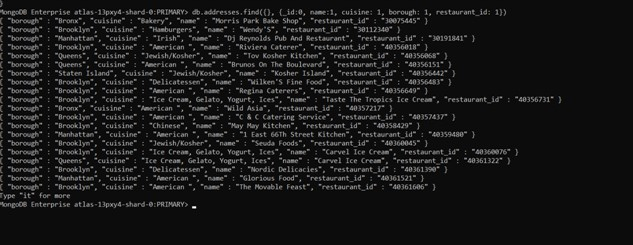 }
MongoDB Enterprise atlas-13pxy4-shard-0:PRIMARY> db.addresses.find({}, {_id:0, name:1, cuisine: 1, borough: 1, restaurant_id: 1})
{ "borough" : "Bronx", "cuisine" : "Bakery", "name" : "Morris Park Bake Shop", "restaurant_id" : "30075445" }
{ "borough" : "Brooklyn", "cuisine" : "Hamburgers", "name" : "Wendy'S", "restaurant_id" : "30112340" }
{ "borough" : "Manhattan", "cuisine" : "Irish", "name" : "Dj Reynolds Pub And Restaurant", "restaurant_id" : "30191841" }
{ "borough" : "Brooklyn", "cuisine" : "American ", "name" : "Riviera Caterer", "restaurant_id" : "40356018" }
{ "borough" : "Queens", "cuisine" : "Jewish/Kosher", "name" : "Tov Kosher Kitchen", "restaurant_id" : "40356068" }
{ "borough" : "Queens", "cuisine" : "American ", "name" : "Brunos On The Boulevard", "restaurant_id" : "40356151" }
{ "borough" : "Staten Island", "cuisine" : "Jewish/Kosher", "name" : "Kosher Island", "restaurant_id" : "40356442" }
{ "borough" : "Brooklyn", "cuisine" : "Delicatessen", "name" : "Wilken'S Fine Food", "restaurant_id" : "40356483" }
{ "borough" : "Brooklyn", "cuisine" : "American ", "name" : "Regina Caterers", "restaurant_id" : "40356649" }
{ "borough" : "Brooklyn", "cuisine" : "Ice Cream, Gelato, Yogurt, Ices", "name" : "Taste The Tropics Ice Cream", "restaurant_id" : "40356731" }
{ "borough" : "Bronx", "cuisine" : "American ", "name" : "Wild Asia", "restaurant_id" : "40357217" }
{ "borough" : "Brooklyn", "cuisine" : "American ", "name" : "C & C Catering Service", "restaurant_id" : "40357437" }
{ "borough" : "Brooklyn", "cuisine" : "Chinese", "name" : "May May Kitchen", "restaurant_id" : "40358429" }
{ "borough" : "Manhattan", "cuisine" : "American ", "name" : "1 East 66Th Street Kitchen", "restaurant_id" : "40359480" }
{ "borough" : "Brooklyn", "cuisine" : "Jewish/Kosher", "name" : "Seuda Foods", "restaurant_id" : "40360045" }
{ "borough" : "Brooklyn", "cuisine" : "Ice Cream, Gelato, Yogurt, Ices", "name" : "Carvel Ice Cream", "restaurant_id" : "40360076" }
{ "borough" : "Queens", "cuisine" : "Ice Cream, Gelato, Yogurt, Ices", "name" : "Carvel Ice Cream", "restaurant_id" : "40361322" }
{ "borough" : "Brooklyn", "cuisine" : "Delicatessen", "name" : "Nordic Delicacies", "restaurant_id" : "40361390" }
{ "borough" : "Manhattan", "cuisine" : "American ", "name" : "Glorious Food", "restaurant_id" : "40361521" }
{ "borough" : "Brooklyn", "cuisine" : "American ", "name" : "The Movable Feast", "restaurant_id" : "40361606" }
Type "it" for more
MongoDB Enterprise atlas-13pxy4-shard-0:PRIMARY>